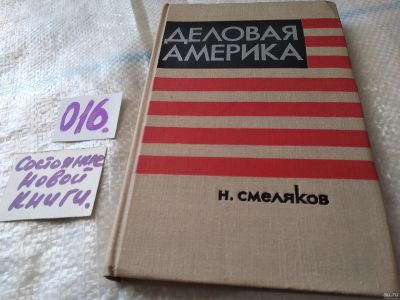 ДЕЛОВАЯ
АМЕРИКА
Н. СМЕЛЯКОВ
016.
Состояние
новой
книги.